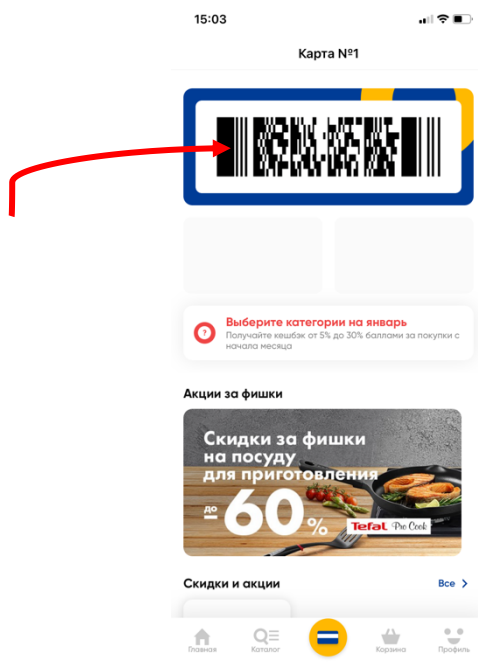 15:03
Карта №1
Выберите категории на январь
Получайте кешбэк от 5% до 30% баллами за покупки с
начала месяца
Акции за фишки
Скидки за фишки
на посуду
для приготовления
до
-60%
Tefal Pro Cook
Скидки и акции
Все
Главная
Каталог
Корзина
Профиль